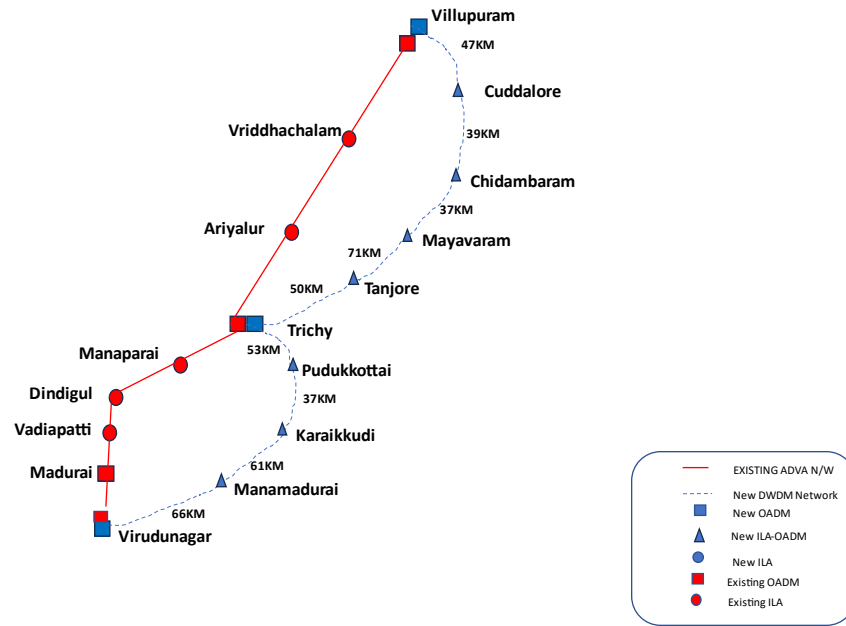 Villupuram
47KM
Cuddalore
Vriddhachalam
39KM
Chidambaram
37KM
Ariyalur
Mayavaram
71KM
Tanjore
50KM
Trichy
53KM
Manaparai
Pudukkottai
Dindigul
37KM
Vadiapatti
Karaikkudi
61KM
Madurai
Manamadurai
66KM
Virudunagar
EXISTING ADVA N/W
New DWDM Network
New OADM
New ILA-OADM
New ILA
Existing OADM
Existing ILA